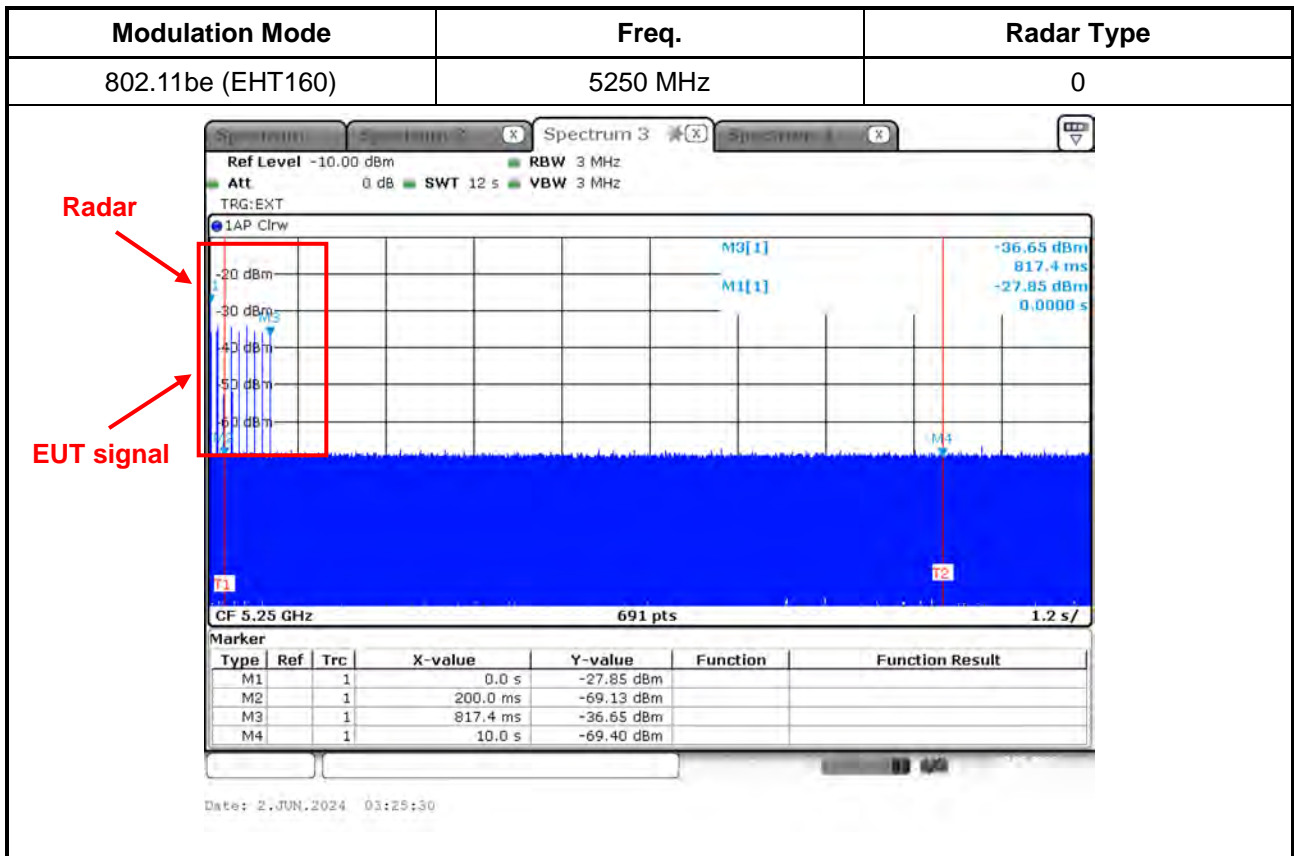 Modulation Mode Freq. Radar Type
802.11be (EHT160) 5250 MHz 0
Spectrum 3
Ref Level -10.00 dBm RBW 3 MHz
Att 0 dB SWT 12 s VBW 3 MHz
TRG:EXT
1AP Clrw
Radar
EUT signal
M3[1] -36.65 dBm
817.4 ms
M1[1] -27.85 dBm
0.0000 s
-20 dBm
-30 dBm
M3
-40 dBm
-50 dBm
-60 dBm
M4
T1
T2
CF 5.25 GHz 691 pts 1.2 s/
Marker
Type Ref Trc X-value Y-value Function Function Result
M1 1 0.0 s -27.85 dBm
M2 1 200.0 ms -69.13 dBm
M3 1 817.4 ms -36.65 dBm
M4 1 10.0 s -69.40 dBm
Date: 2.JUN.2024 03:25:30